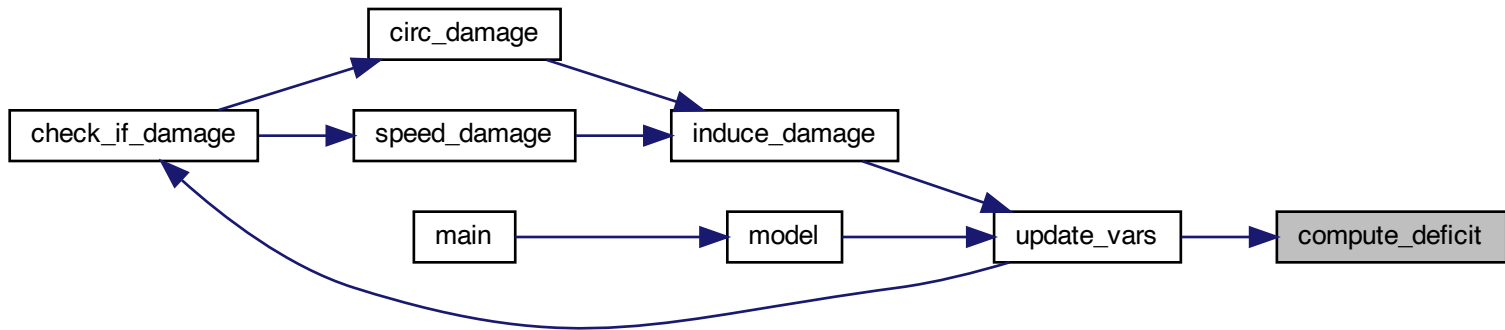 circ_damage
check_if_damage
speed_damage
induce_damage
main
model
update_vars
compute_deficit